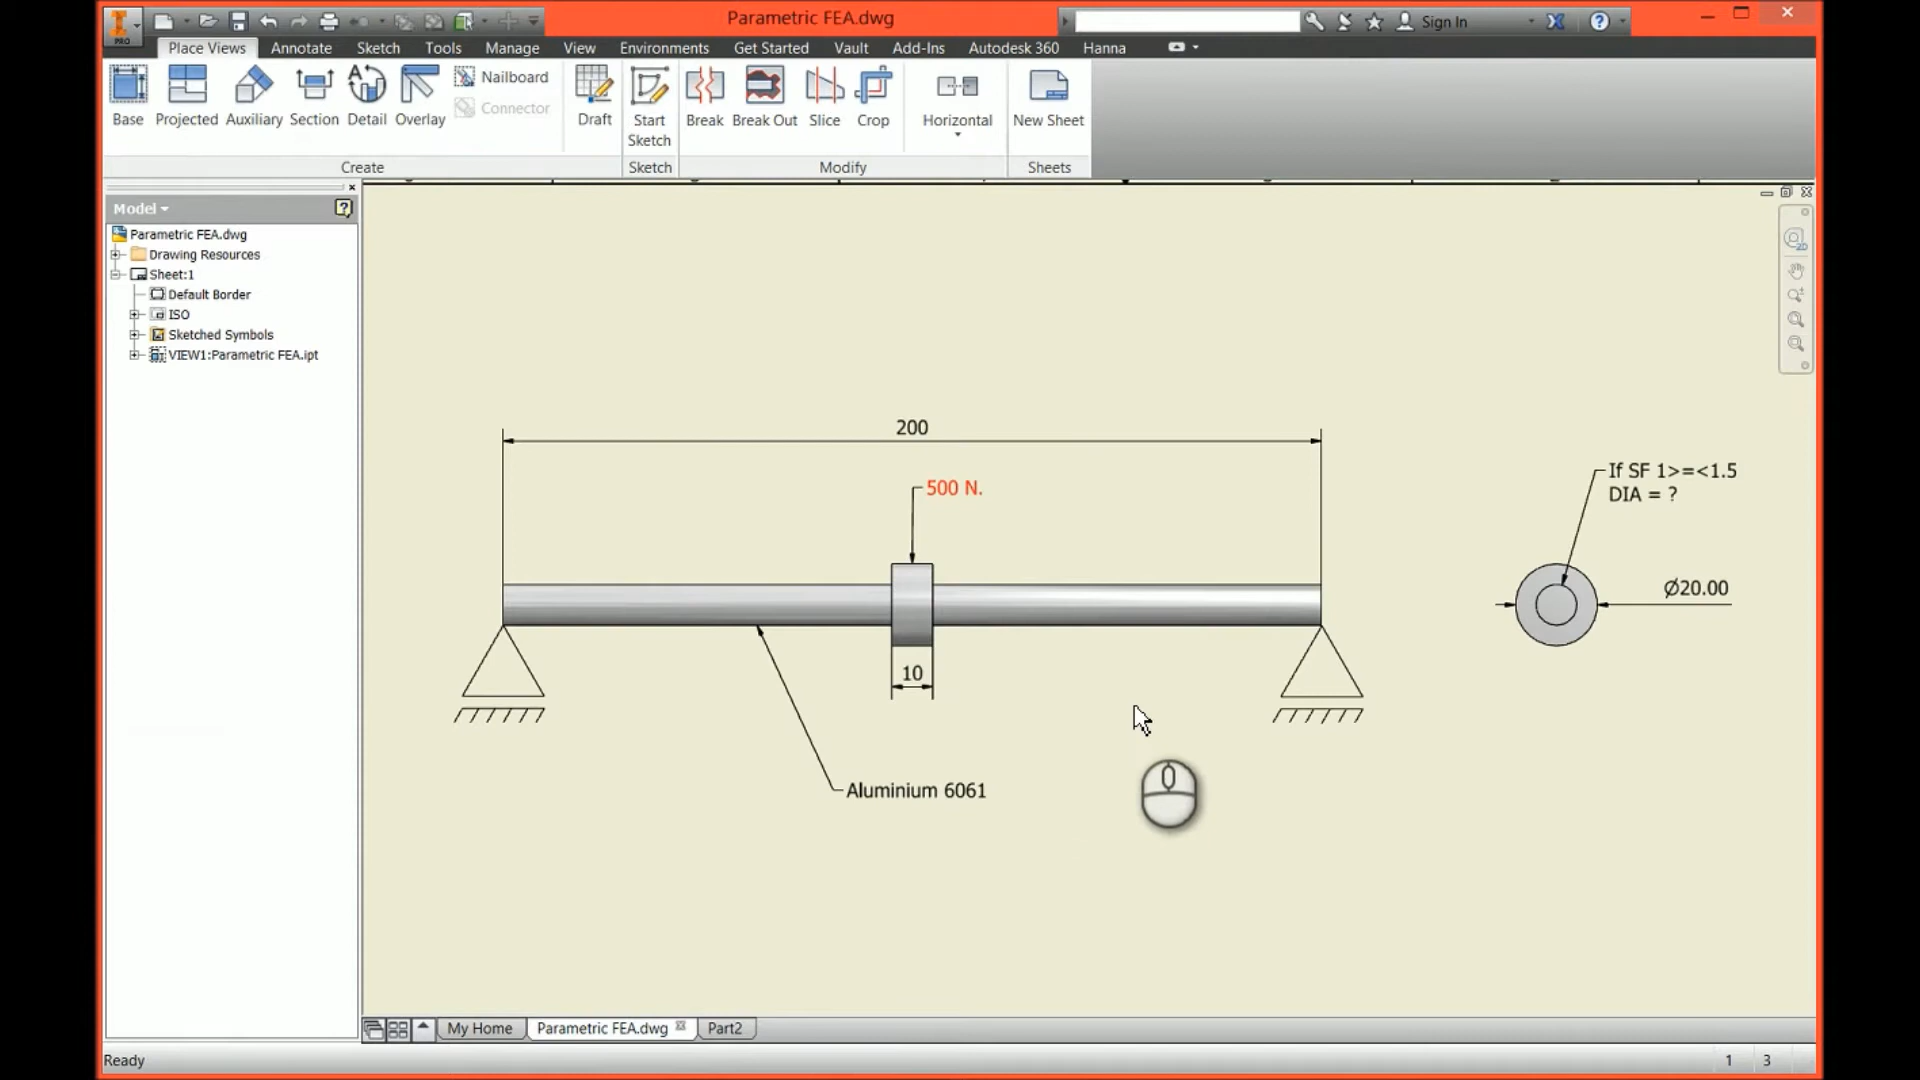 Parametric FEA.dwg
Sign In
PRO
Place Views
Annotate
Sketch
Tools
Manage
View
Environments
Get Started
Vault
Add-Ins
Autodesk 360
Hanna
Base
Projected
Auxiliary
Section
Detail
Overlay
Nailboard
Connector
Draft
Start
Sketch
Break
Break Out
Slice
Crop
Horizontal
New Sheet
Create
Sketch
Modify
Sheets
Model
Parametric FEA.dwg
Drawing Resources
Sheet:1
Default Border
ISO
Sketched Symbols
VIEW1:Parametric FEA.ipt
200
500 N.
If SF 1>=<1.5
DIA = ?
Ø20.00
10
Aluminium 6061
My Home
Parametric FEA.dwg
Part2
Ready
1
3